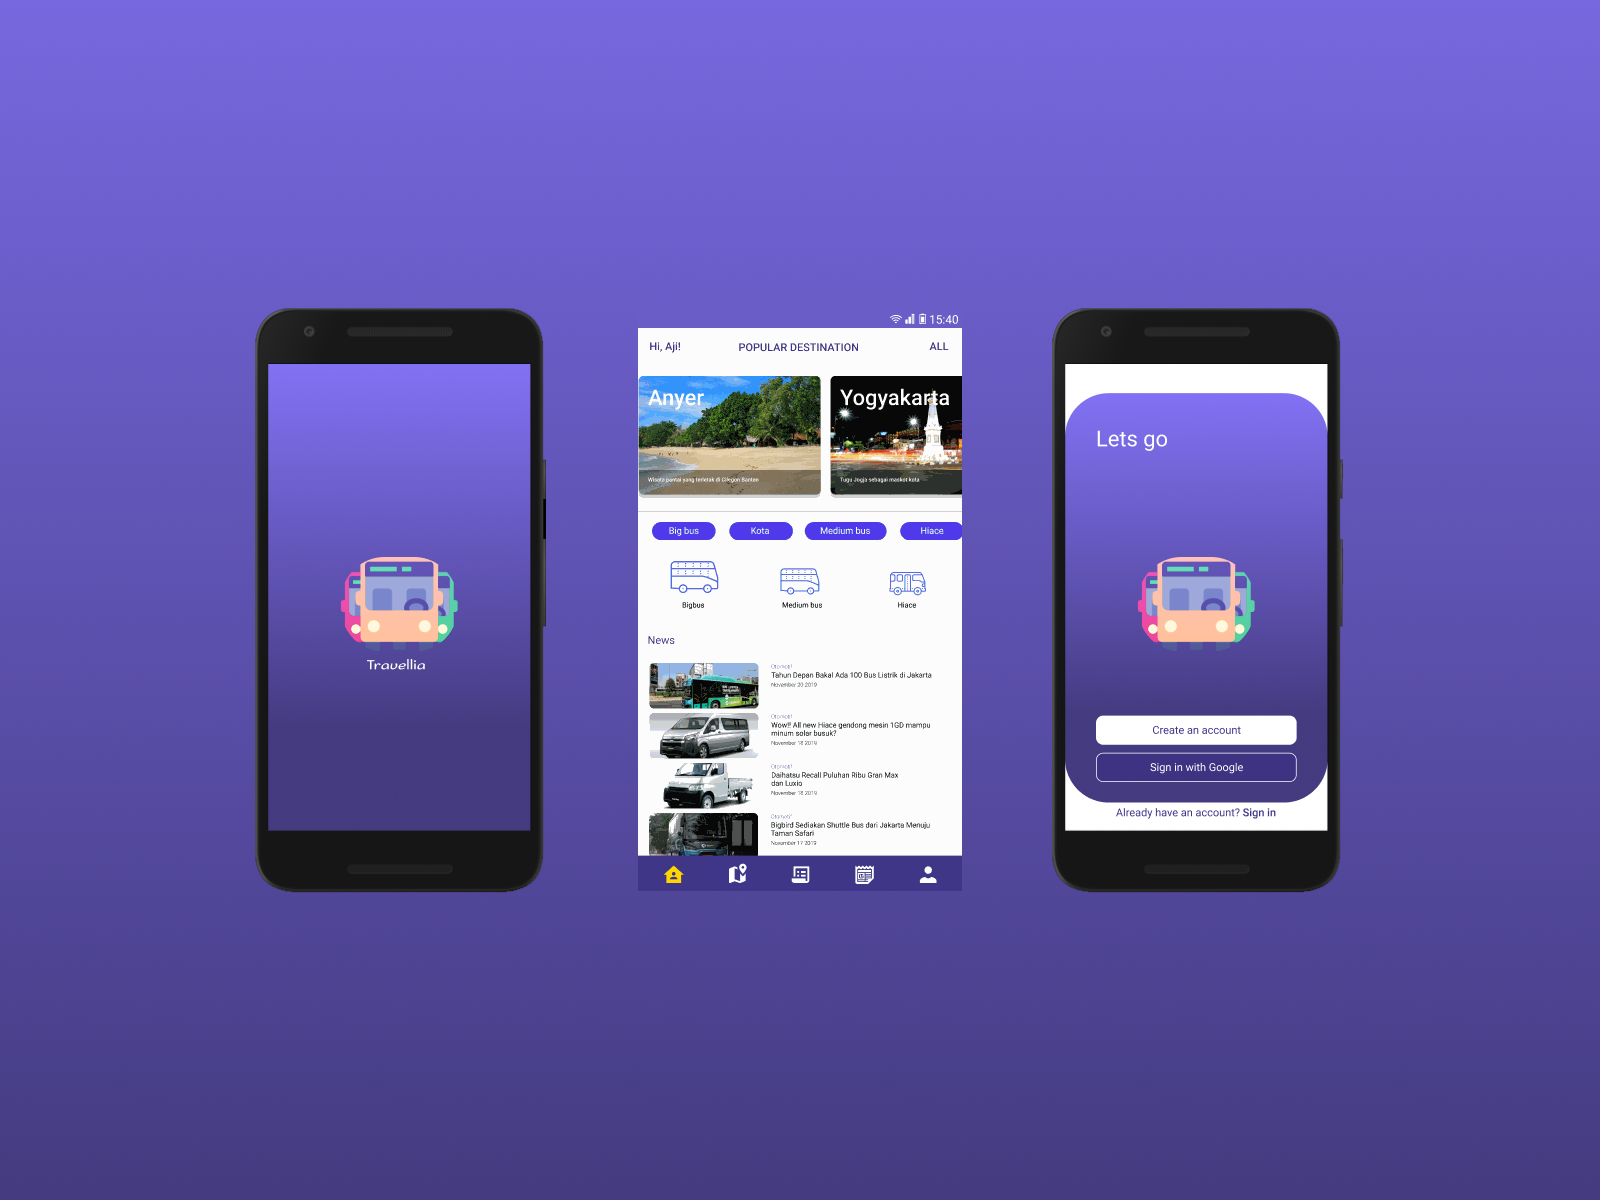 Travellia
15:40
Hi, Aji!
POPULAR DESTINATION
ALL
Anyer
Wisata pantai yang terletak di Cilegon Banten
Yogyakarta
Tugu Jogja sebagai maskot kota
Big bus
Kota
Medium bus
Hiace
Bigbus
Medium bus
Hiace
News
Otomotif
Tahun Depan Bakal Ada 100 Bus Listrik di Jakarta
November 20 2019
Otomotif
Wow!! All new Hiace gendong mesin 1GD mampu
minum solar busuk?
November 18 2019
Otomotif
Daihatsu Recall Puluhan Ribu Gran Max
dan Luxio
November 18 2019
Otomotif
Bigbird Sediakan Shuttle Bus dari Jakarta Menuju
Taman Safari
November 17 2019
Lets go
Create an account
Sign in with Google
Already have an account? Sign in